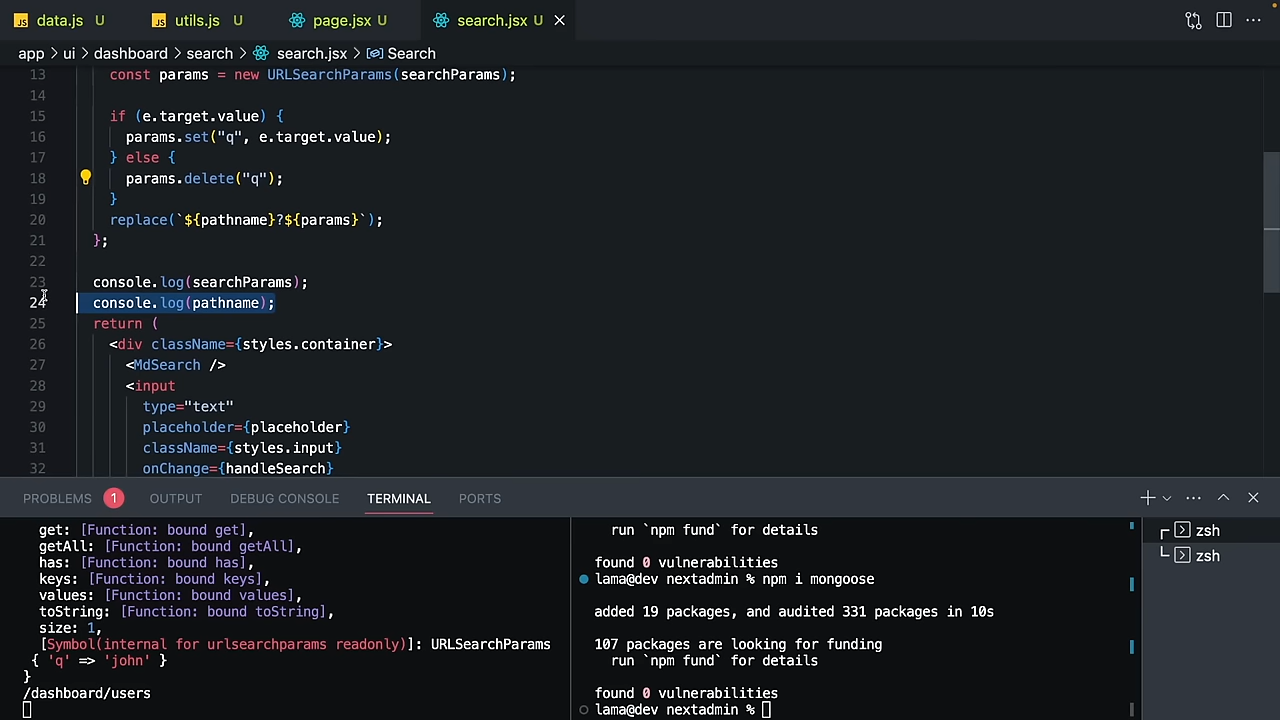 JS data.js U JS utils.js U page.jsx U search.jsx U
app > ui > dashboard > search > search.jsx > Search
13 const params = new URLSearchParams(searchParams);
14
15 if (e.target.value) {
16 params.set("q", e.target.value);
17 } else {
18 params.delete("q");
19 }
20 replace(`${pathname}?${params}`);
21 };
22
23 console.log(searchParams);
24 console.log(pathname);
25 return (
26 <div className={styles.container}>
27 <MdSearch />
28 <input
29 type="text"
30 placeholder={placeholder}
31 className={styles.input}
32 onChange={handleSearch}
PROBLEMS 1 OUTPUT DEBUG CONSOLE TERMINAL PORTS
get: [Function: bound get],
getAll: [Function: bound getAll],
has: [Function: bound has],
keys: [Function: bound keys],
values: [Function: bound values],
toString: [Function: bound toString],
size: 1,
[Symbol(internal for urlsearchparams readonly)]: URLSearchParams
{ 'q' => 'john' }
}
/dashboard/users
run `npm fund` for details
found 0 vulnerabilities
lama@dev nextadmin % npm i mongoose
added 19 packages, and audited 331 packages in 10s
107 packages are looking for funding
run `npm fund` for details
found 0 vulnerabilities
lama@dev nextadmin %
zsh
zsh